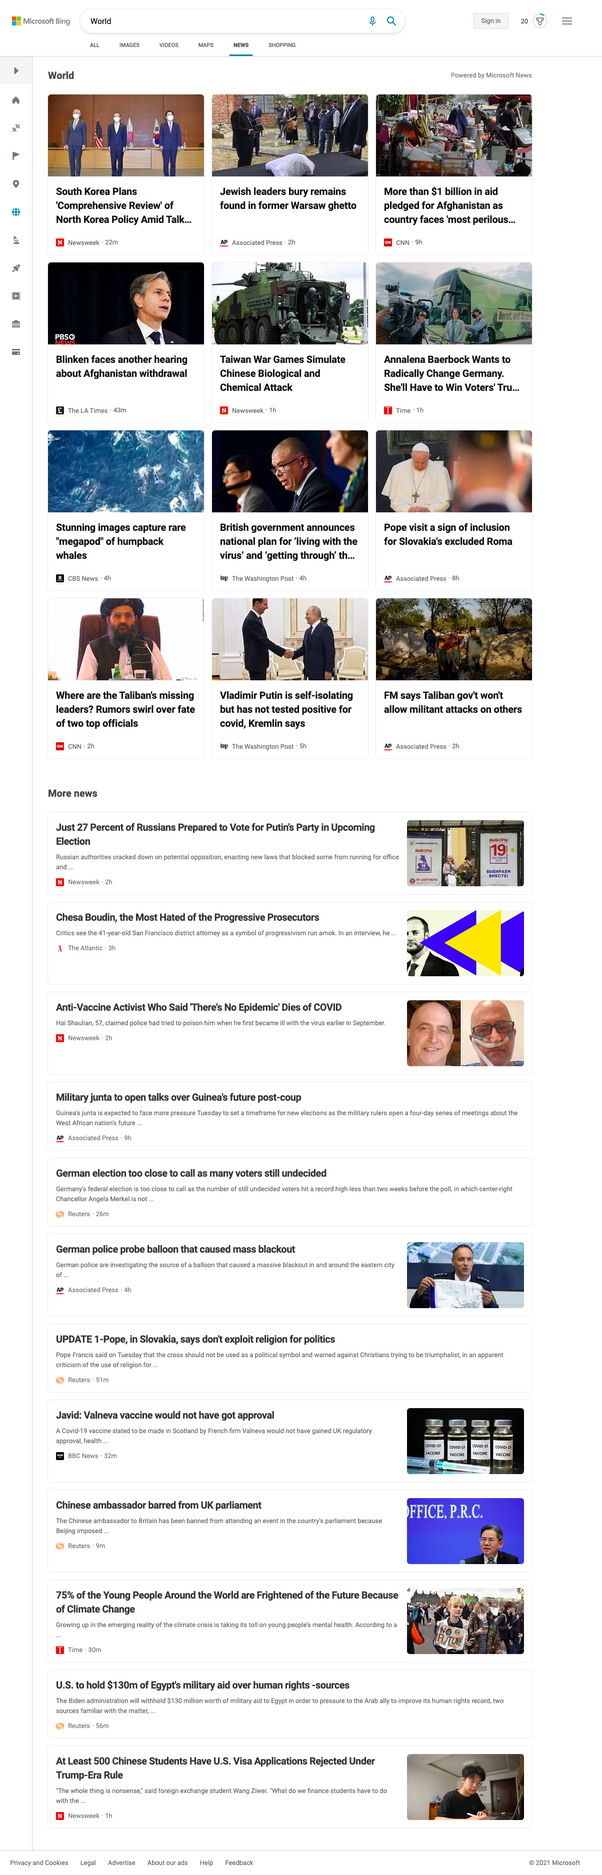 Microsoft Bing
World
Sign in
20
ALL IMAGES VIDEOS MAPS NEWS SHOPPING
World
Powered by Microsoft News
South Korea Plans
'Comprehensive Review' of
North Korea Policy Amid Talk...
Newsweek · 22m
Jewish leaders bury remains
found in former Warsaw ghetto
AP Associated Press · 2h
More than $1 billion in aid
pledged for Afghanistan as
country faces 'most perilous...
CNN CNN · 9h
PBS
NEWS
Blinken faces another hearing
about Afghanistan withdrawal
The LA Times · 43m
Taiwan War Games Simulate
Chinese Biological and
Chemical Attack
Newsweek · 1h
Annalena Baerbock Wants to
Radically Change Germany.
She'll Have to Win Voters' Tru...
Time · 1h
Stunning images capture rare
"megapod" of humpback
whales
CBS News · 4h
British government announces
national plan for 'living with the
virus' and 'getting through' th...
wp The Washington Post · 4h
Pope visit a sign of inclusion
for Slovakia's excluded Roma
AP Associated Press · 8h
Where are the Taliban's missing
leaders? Rumors swirl over fate
of two top officials
CNN CNN · 2h
Vladimir Putin is self-isolating
but has not tested positive for
covid, Kremlin says
wp The Washington Post · 5h
FM says Taliban gov't won't
allow militant attacks on others
AP Associated Press · 2h
More news
Just 27 Percent of Russians Prepared to Vote for Putin's Party in Upcoming
Election
Russian authorities cracked down on potential opposition, enacting new laws that blocked some from running for office
and ...
Newsweek · 2h
ВЫБОРЫ
ВЫБОРЫ
19
ВЫБИРАЕМ
ВМЕСТЕ!
Chesa Boudin, the Most Hated of the Progressive Prosecutors
Critics see the 41-year-old San Francisco district attorney as a symbol of progressivism run amok. In an interview, he ...
The Atlantic · 3h
Anti-Vaccine Activist Who Said 'There's No Epidemic' Dies of COVID
Hai Shaulian, 57, claimed police had tried to poison him when he first became ill with the virus earlier in September.
Newsweek · 2h
Military junta to open talks over Guinea's future post-coup
Guinea's junta is expected to face more pressure Tuesday to set a timeframe for new elections as the military rulers open a four-day series of meetings about the
West African nation's future ...
AP Associated Press · 9h
German election too close to call as many voters still undecided
Germany's federal election is too close to call as the number of still undecided voters hit a record high less than two weeks before the poll, in which center-right
Chancellor Angela Merkel is not ...
Reuters · 26m
German police probe balloon that caused mass blackout
German police are investigating the source of a balloon that caused a massive blackout in and around the eastern city
of ...
AP Associated Press · 4h
UPDATE 1-Pope, in Slovakia, says don't exploit religion for politics
Pope Francis said on Tuesday that the cross should not be used as a political symbol and warned against Christians trying to be triumphalist, in an apparent
criticism of the use of religion for ...
Reuters · 51m
Javid: Valneva vaccine would not have got approval
A Covid-19 vaccine slated to be made in Scotland by French firm Valneva would not have gained UK regulatory
approval, health ...
BBC News · 32m
COVID-19 VACCINE COVID-19 VACCINE COVID-19 VACCINE COVID-19 VACCINE
Chinese ambassador barred from UK parliament
The Chinese ambassador to Britain has been banned from attending an event in the country's parliament because
Beijing imposed ...
Reuters · 9m
OFFICE, P.R.C.
75% of the Young People Around the World are Frightened of the Future Because
of Climate Change
Growing up in the emerging reality of the climate crisis is taking its toll on young people's mental health. According to a
...
Time · 30m
NO
FUTURE
U.S. to hold $130m of Egypt's military aid over human rights -sources
The Biden administration will withhold $130 million worth of military aid to Egypt in order to pressure to the Arab ally to improve its human rights record, two
sources familiar with the matter, ...
Reuters · 56m
At Least 500 Chinese Students Have U.S. Visa Applications Rejected Under
Trump-Era Rule
"The whole thing is nonsense," said foreign exchange student Wang Ziwei. "What do we finance students have to do
with the ...
Newsweek · 1h
Privacy and Cookies Legal Advertise About our ads Help Feedback
© 2021 Microsoft